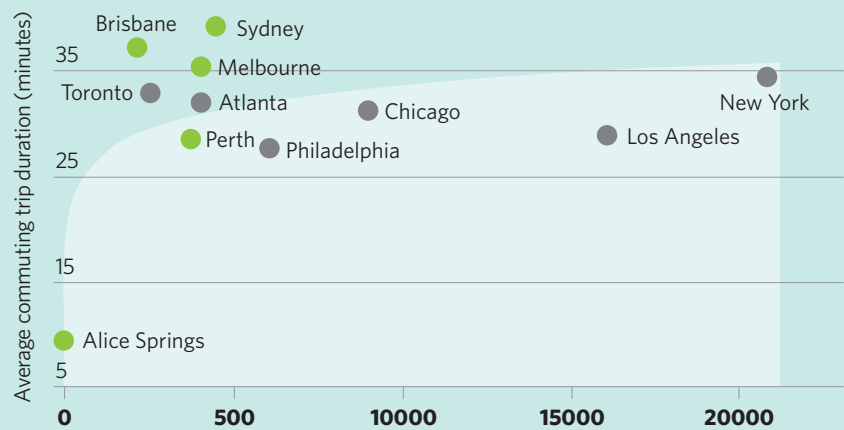 Average commuting trip duration (minutes)
Brisbane
Sydney
35
Melbourne
Toronto
Atlanta
Chicago
New York
Perth
Philadelphia
Los Angeles
25
15
Alice Springs
5
0
500
10000
15000
20000